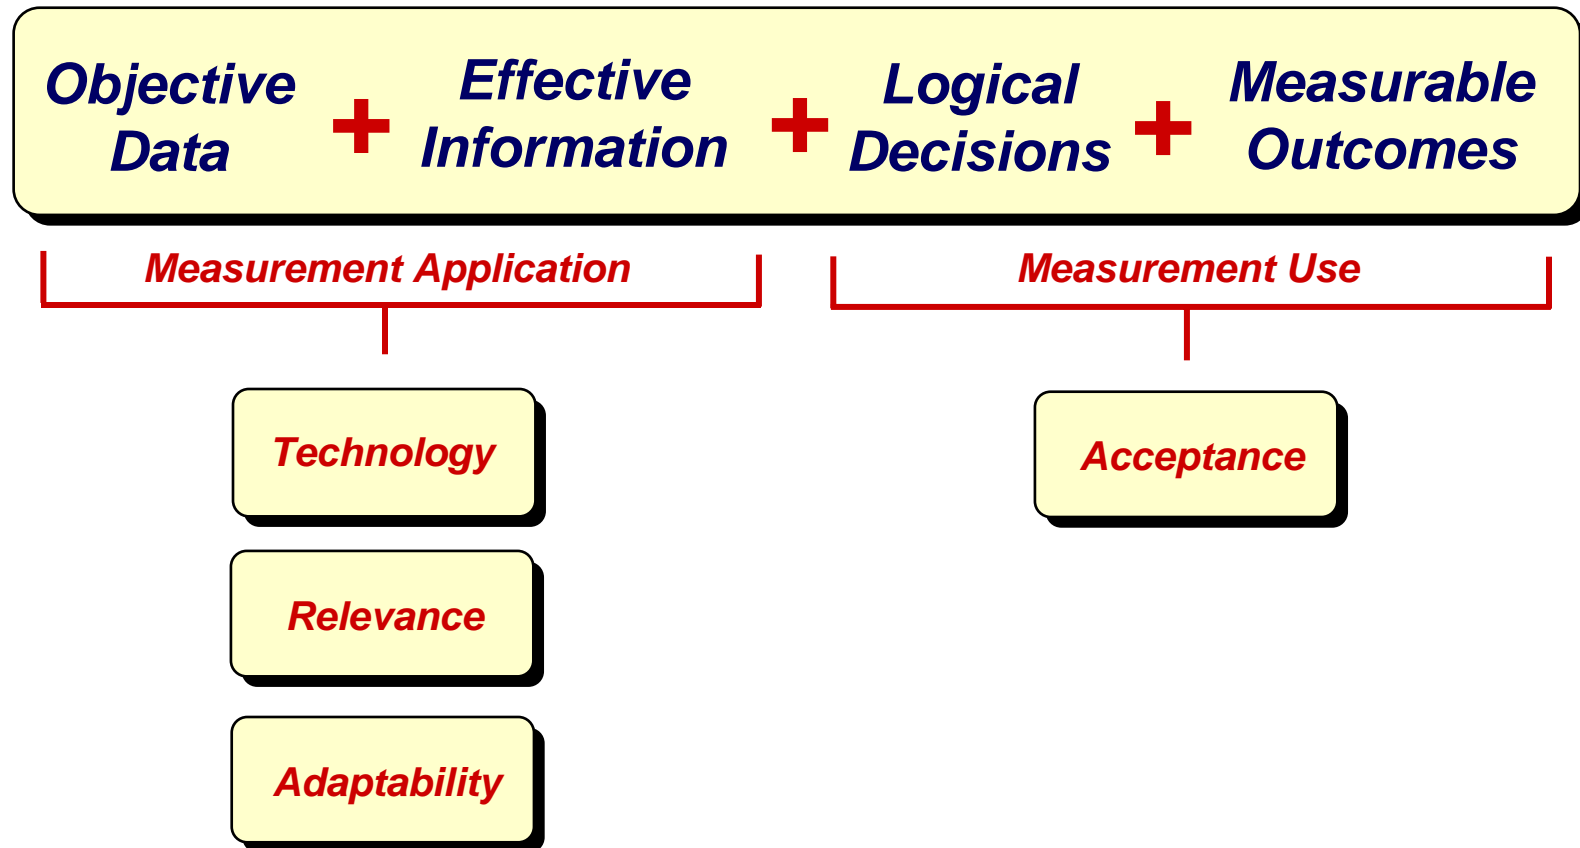 Objective
Data
+
Effective
Information
+
Logical
Decisions
+
Measurable
Outcomes
Measurement Application
Measurement Use
Technology
Acceptance
Relevance
Adaptability